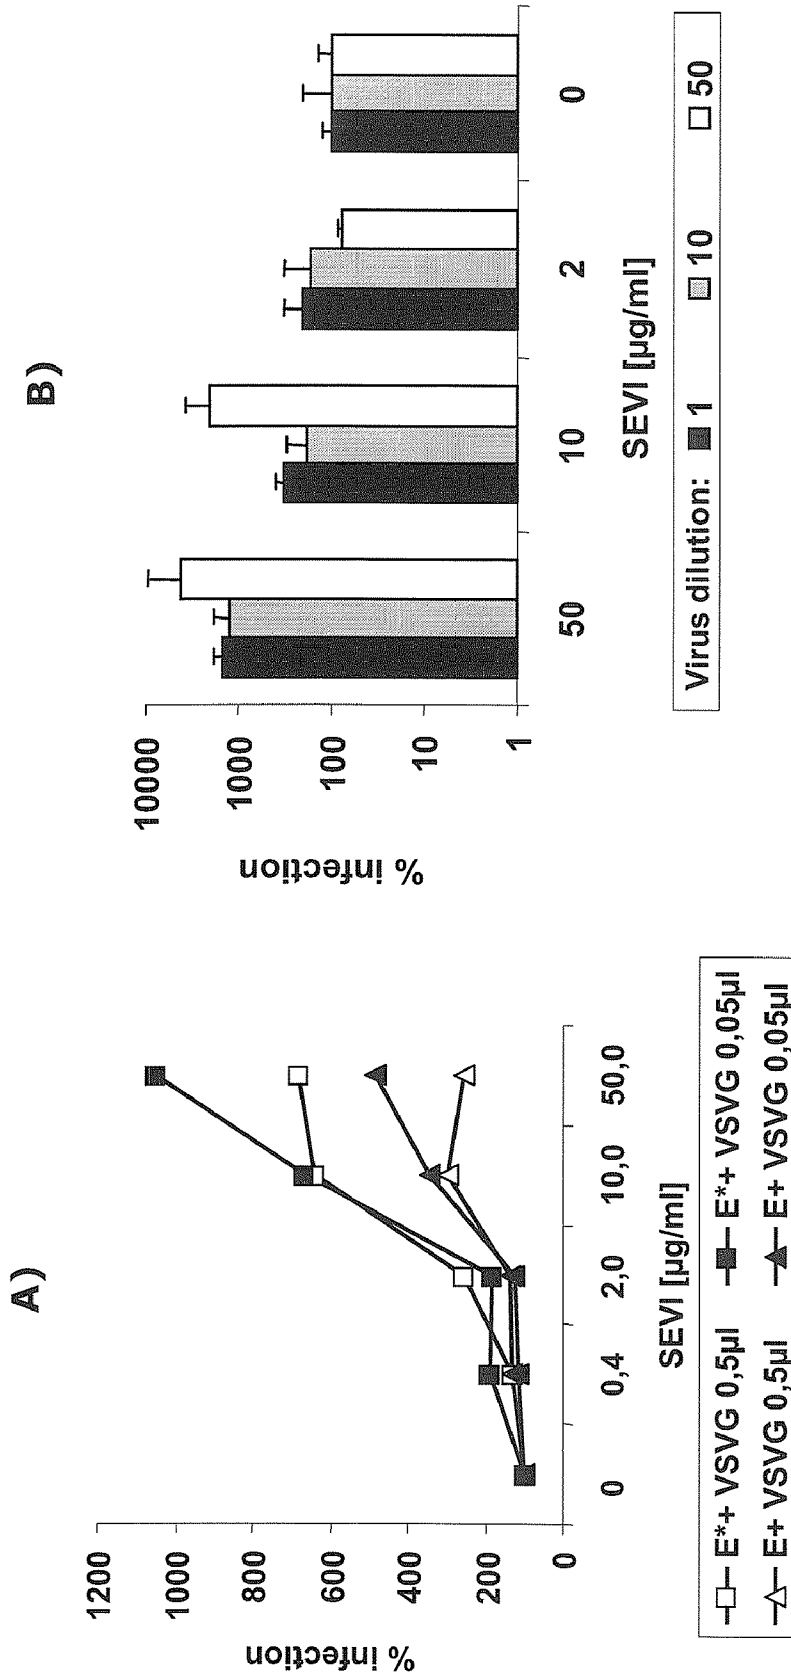 A)
% infection
1200
1000
800
600
400
200
0
0 0,4 2,0 10,0 50,0
SEVI [µg/ml]
E*+ VSVG 0,5µl E*+ VSVG 0,05µl
E+ VSVG 0,5µl E+ VSVG 0,05µl
B)
% infection
10000
1000
100
10
1
50 10 2 0
SEVI [µg/ml]
Virus dilution: 1 10 50